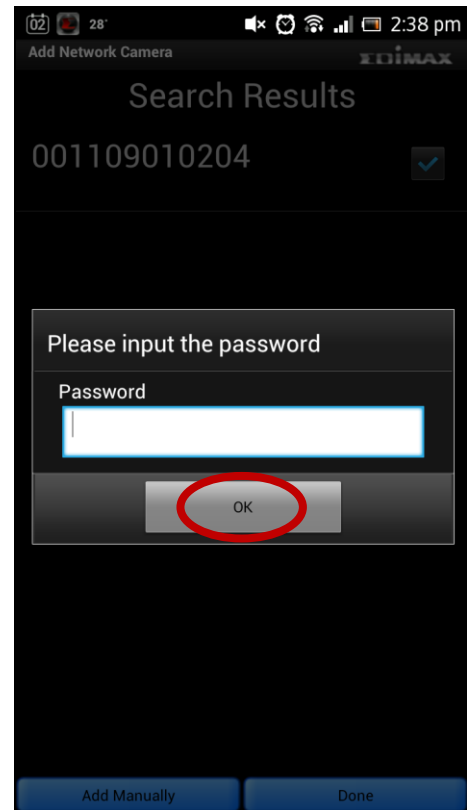 02 28° 2:38 pm
Add Network Camera EDIMAX
Search Results
001109010204
Please input the password
Password
OK
Add Manually Done